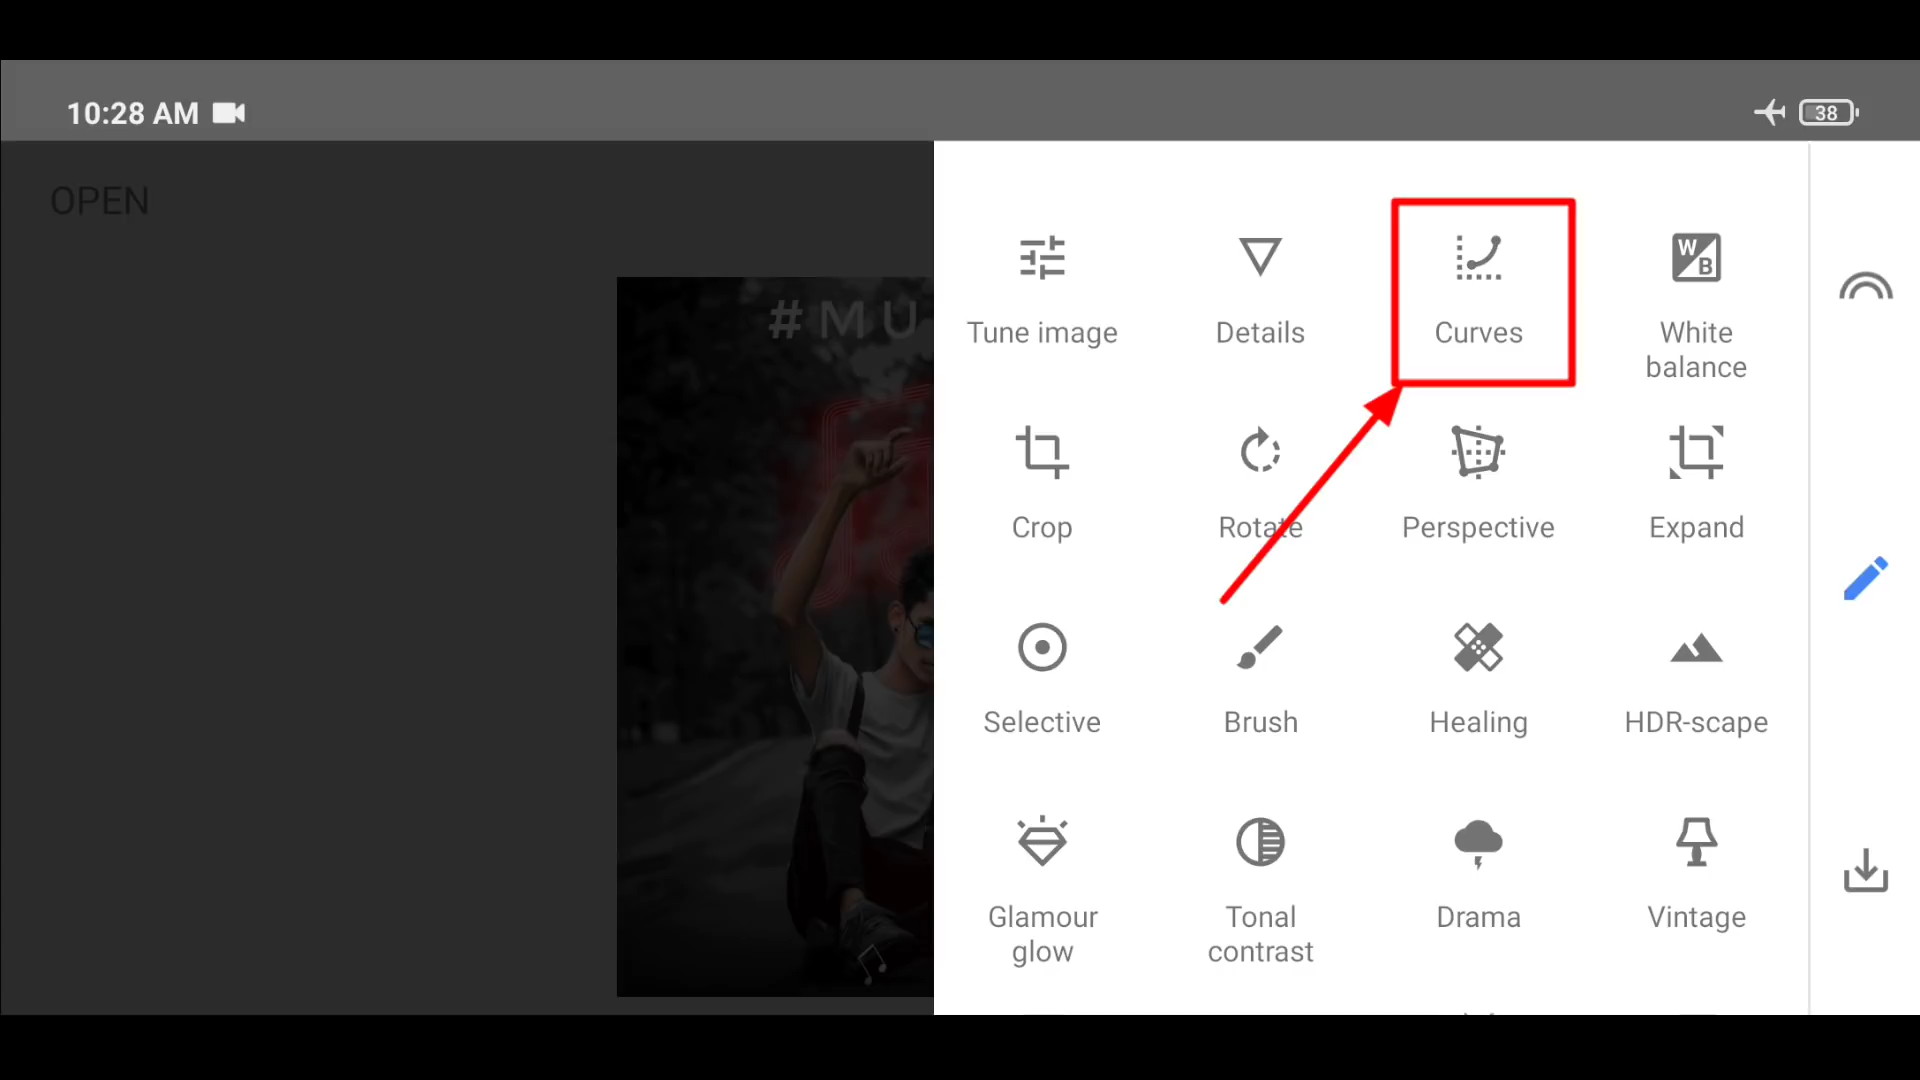 10:28 AM
38
OPEN
#MU
Tune image
Details
Curves
White
balance
Crop
Rotate
Perspective
Expand
Selective
Brush
Healing
HDR-scape
Glamour
glow
Tonal
contrast
Drama
Vintage
W
B